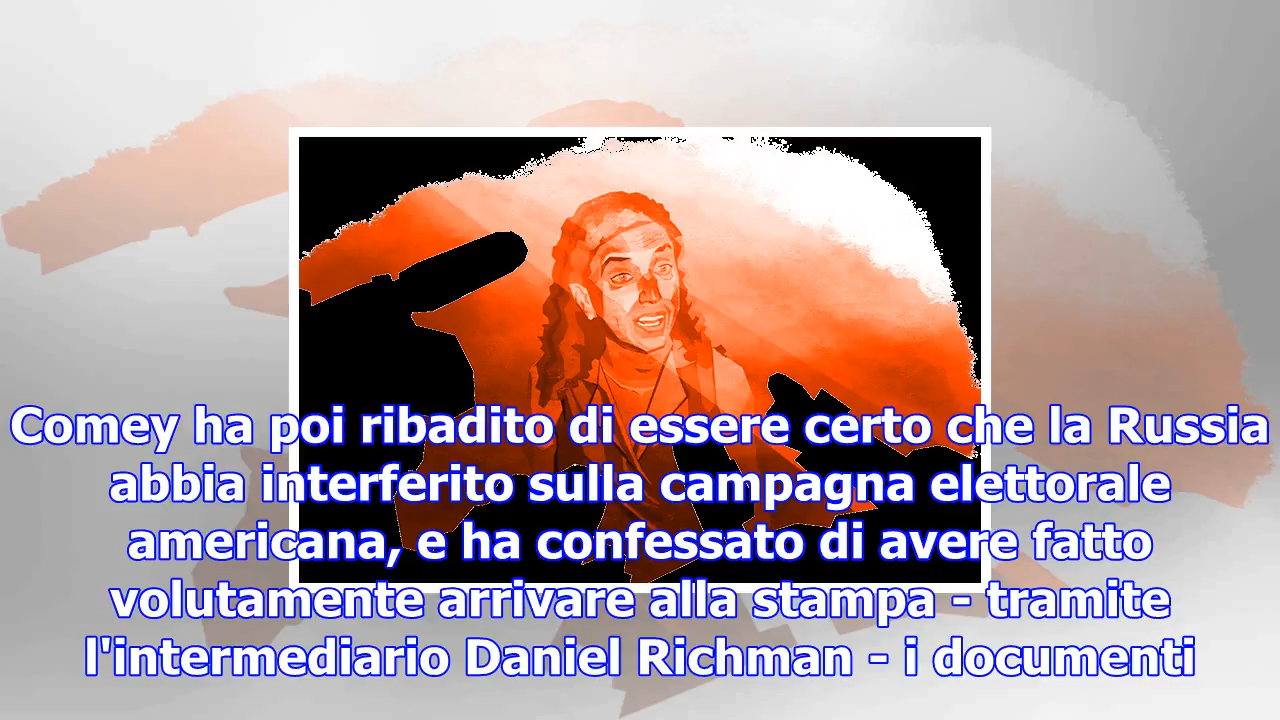 Comey ha poi ribadito di essere certo che la Russia
abbia interferito sulla campagna elettorale
americana, e ha confessato di avere fatto
volutamente arrivare alla stampa - tramite
l'intermediario Daniel Richman - i documenti